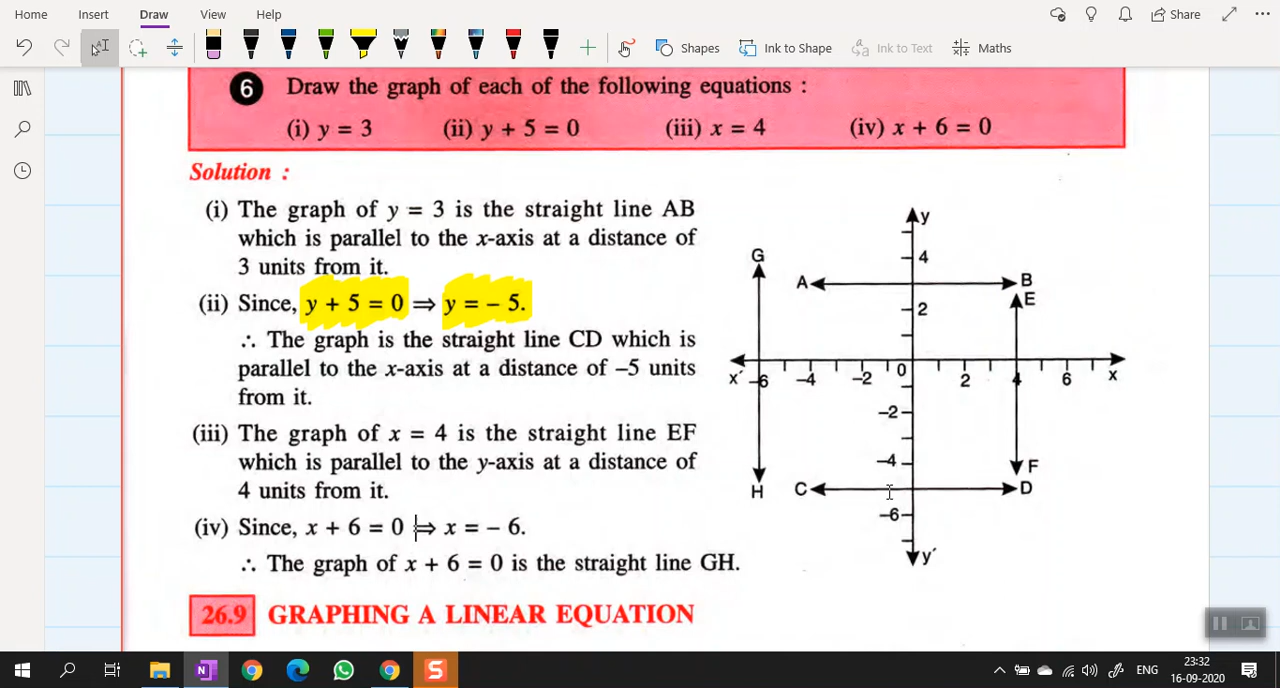 Home Insert Draw View Help Share
Shapes Ink to Shape Ink to Text Maths
6 Draw the graph of each of the following equations :
(i) y = 3 (ii) y + 5 = 0 (iii) x = 4 (iv) x + 6 = 0
Solution :
(i) The graph of y = 3 is the straight line AB
which is parallel to the x-axis at a distance of
3 units from it.
(ii) Since, y + 5 = 0 ⇒ y = – 5.
∴ The graph is the straight line CD which is
parallel to the x-axis at a distance of –5 units
from it.
(iii) The graph of x = 4 is the straight line EF
which is parallel to the y-axis at a distance of
4 units from it.
(iv) Since, x + 6 = 0 ⇒ x = – 6.
∴ The graph of x + 6 = 0 is the straight line GH.
y
G
4
A B
E
2
0
x′ –6 –4 –2 2 4 6 x
–2
–4
F
H C D
–6
y′
26.9 GRAPHING A LINEAR EQUATION
ENG
23:32
16-09-2020